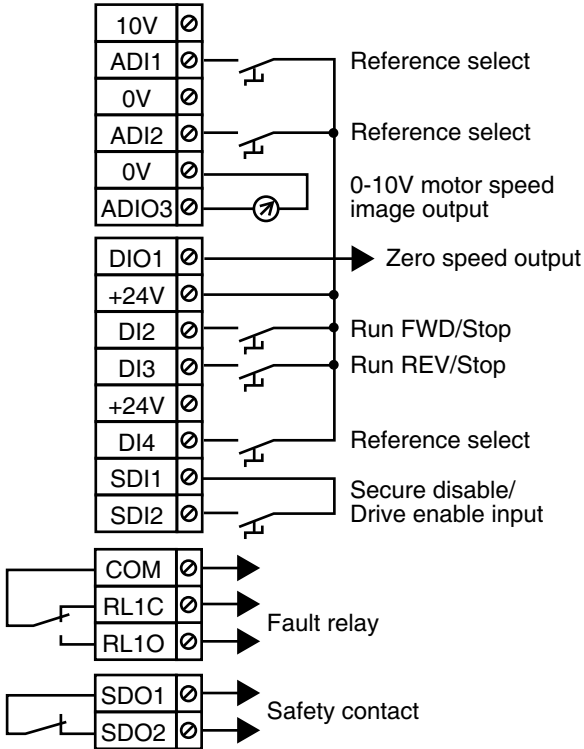 10V
ADI1 Reference select
0V
ADI2 Reference select
0V
ADIO3 0-10V motor speed
image output
DIO1 Zero speed output
+24V
DI2 Run FWD/Stop
DI3 Run REV/Stop
+24V
DI4 Reference select
SDI1 Secure disable/
SDI2 Drive enable input
COM
RL1C Fault relay
RL1O
SDO1 Safety contact
SDO2